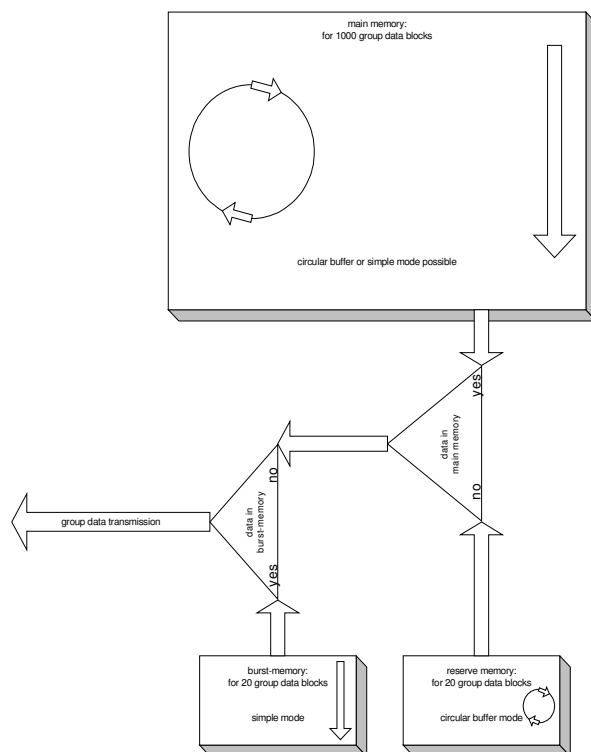 main memory:
for 1000 group data blocks
circular buffer or simple mode possible
yes
data in
main memory
no
no
data in
burst-memory
yes
group data transmission
burst-memory:
for 20 group data blocks
simple mode
reserve memory:
for 20 group data blocks
circular buffer mode